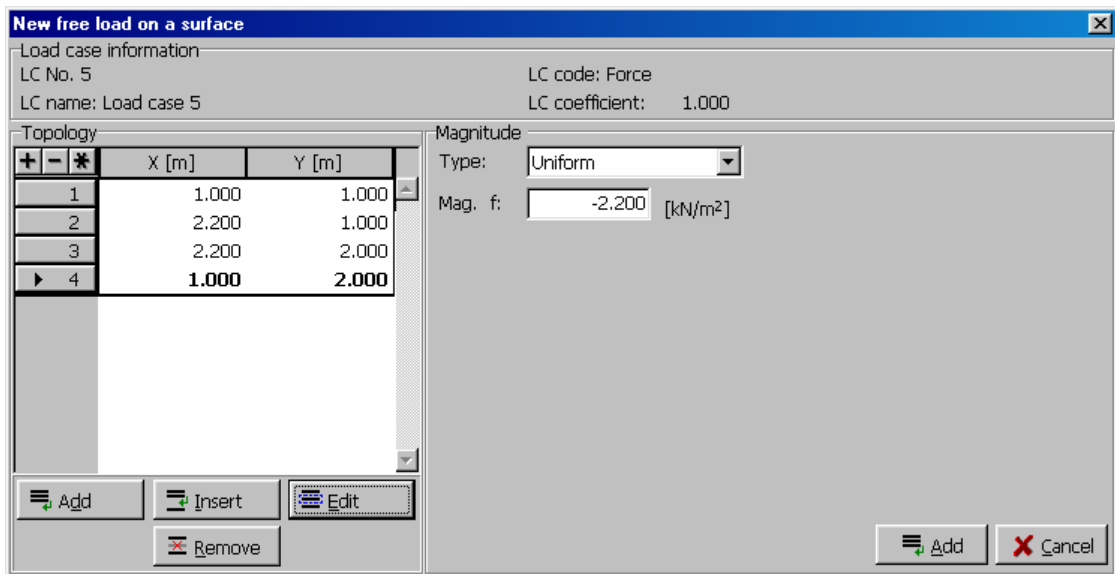 New free load on a surface
Load case information
LC No. 5 LC code: Force
LC name: Load case 5 LC coefficient: 1.000
Topology
+ - * X [m] Y [m]
1 1.000 1.000
2 2.200 1.000
3 2.200 2.000
4 1.000 2.000
Add Insert Edit
Remove
Magnitude
Type: Uniform
Mag. f: -2.200 [kN/m²]
Add Cancel